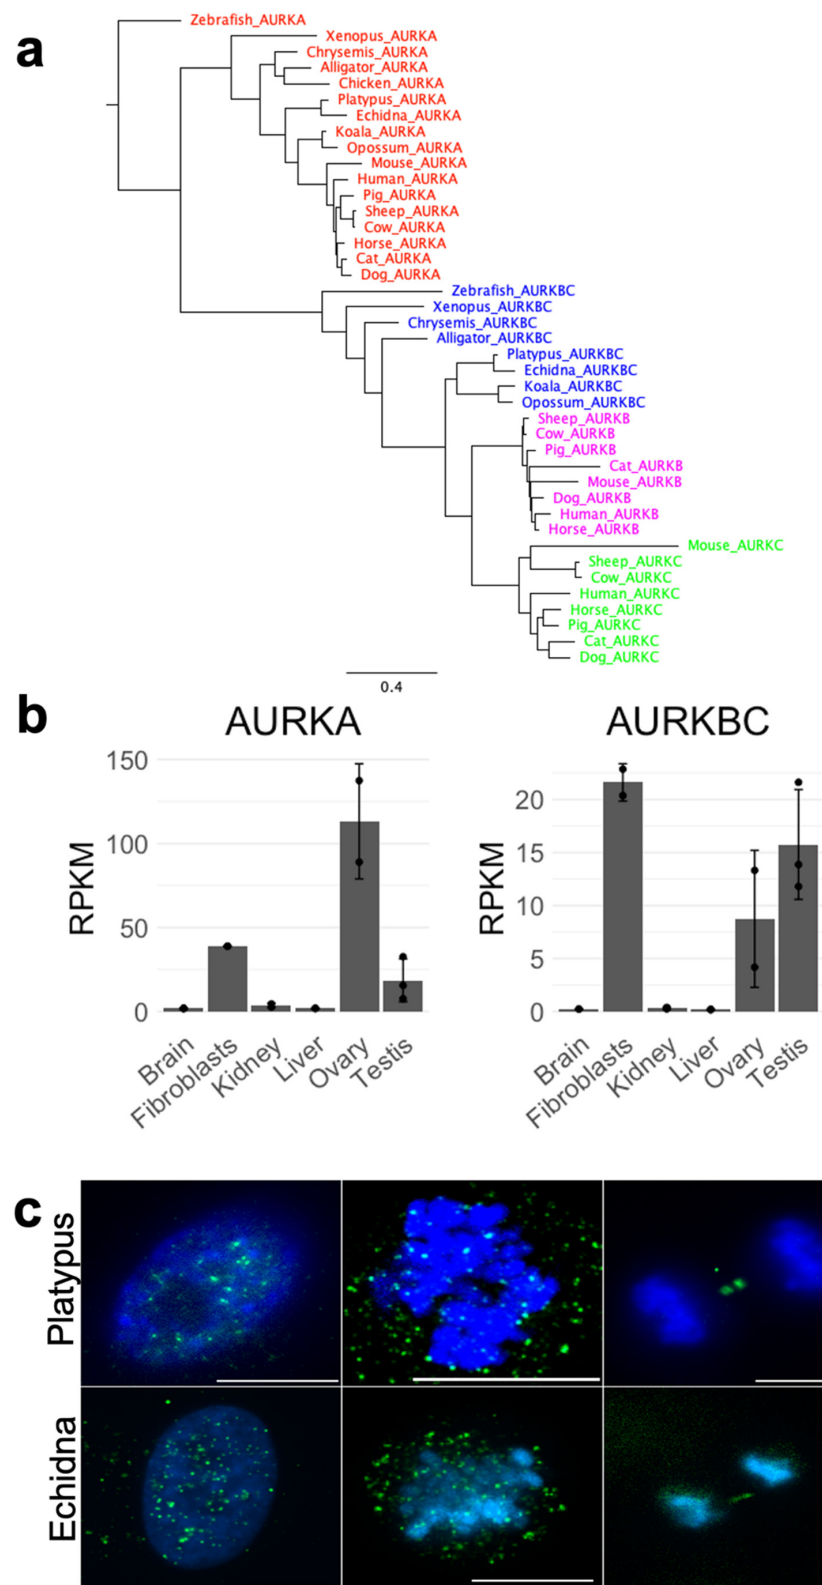 a
Zebrafish_AURKA
Xenopus_AURKA
Chrysemis_AURKA
Alligator_AURKA
Chicken_AURKA
Platypus_AURKA
Echidna_AURKA
Koala_AURKA
Opossum_AURKA
Mouse_AURKA
Human_AURKA
Pig_AURKA
Sheep_AURKA
Cow_AURKA
Horse_AURKA
Cat_AURKA
Dog_AURKA
Zebrafish_AURKBC
Xenopus_AURKBC
Chrysemis_AURKBC
Alligator_AURKBC
Platypus_AURKBC
Echidna_AURKBC
Koala_AURKBC
Opossum_AURKBC
Sheep_AURKB
Cow_AURKB
Pig_AURKB
Cat_AURKB
Mouse_AURKB
Dog_AURKB
Human_AURKB
Horse_AURKB
Mouse_AURKC
Sheep_AURKC
Cow_AURKC
Human_AURKC
Horse_AURKC
Pig_AURKC
Cat_AURKC
Dog_AURKC
0.4
b
AURKA
150
100
50
0
RPKM
Brain
Fibroblasts
Kidney
Liver
Ovary
Testis
AURKBC
20
15
10
5
0
RPKM
Brain
Fibroblasts
Kidney
Liver
Ovary
Testis
c
Platypus
Echidna